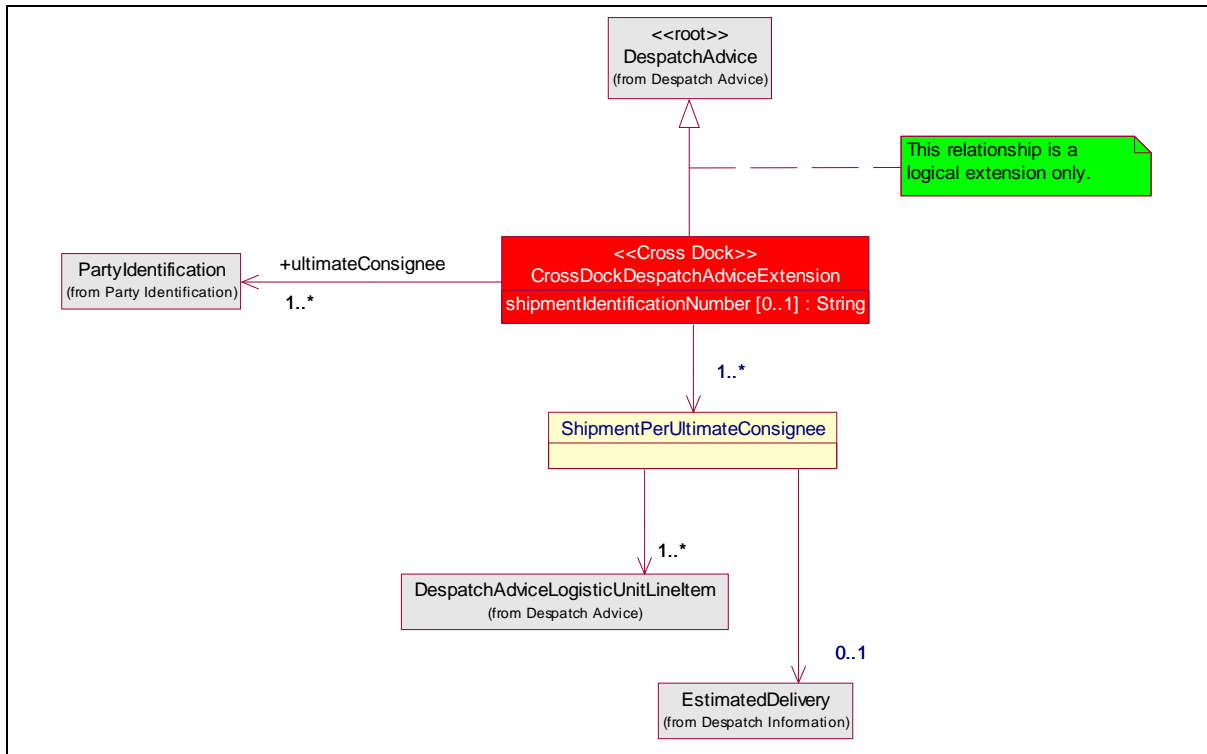 <<root>>
DespatchAdvice
(from Despatch Advice)
This relationship is a
logical extension only.
<<Cross Dock>>
CrossDockDespatchAdviceExtension
shipmentIdentificationNumber [0..1] : String
PartyIdentification
(from Party Identification)
+ultimateConsignee
1..*
1..*
ShipmentPerUltimateConsignee
1..*
DespatchAdviceLogisticUnitLineItem
(from Despatch Advice)
0..1
EstimatedDelivery
(from Despatch Information)